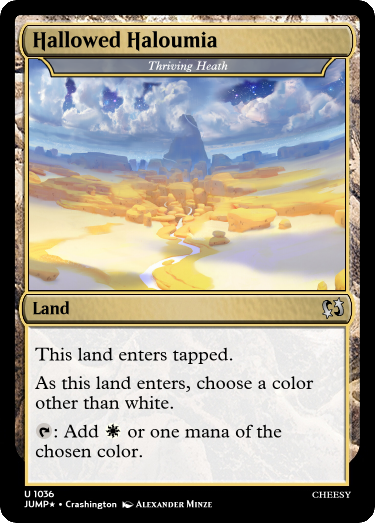 Hallowed Haloumia
Thriving Heath
Land
This land enters tapped.
As this land enters, choose a color
other than white.
: Add or one mana of the
chosen color.
U 1036
JUMP★ • Crashington Alexander Minze
CHEESY